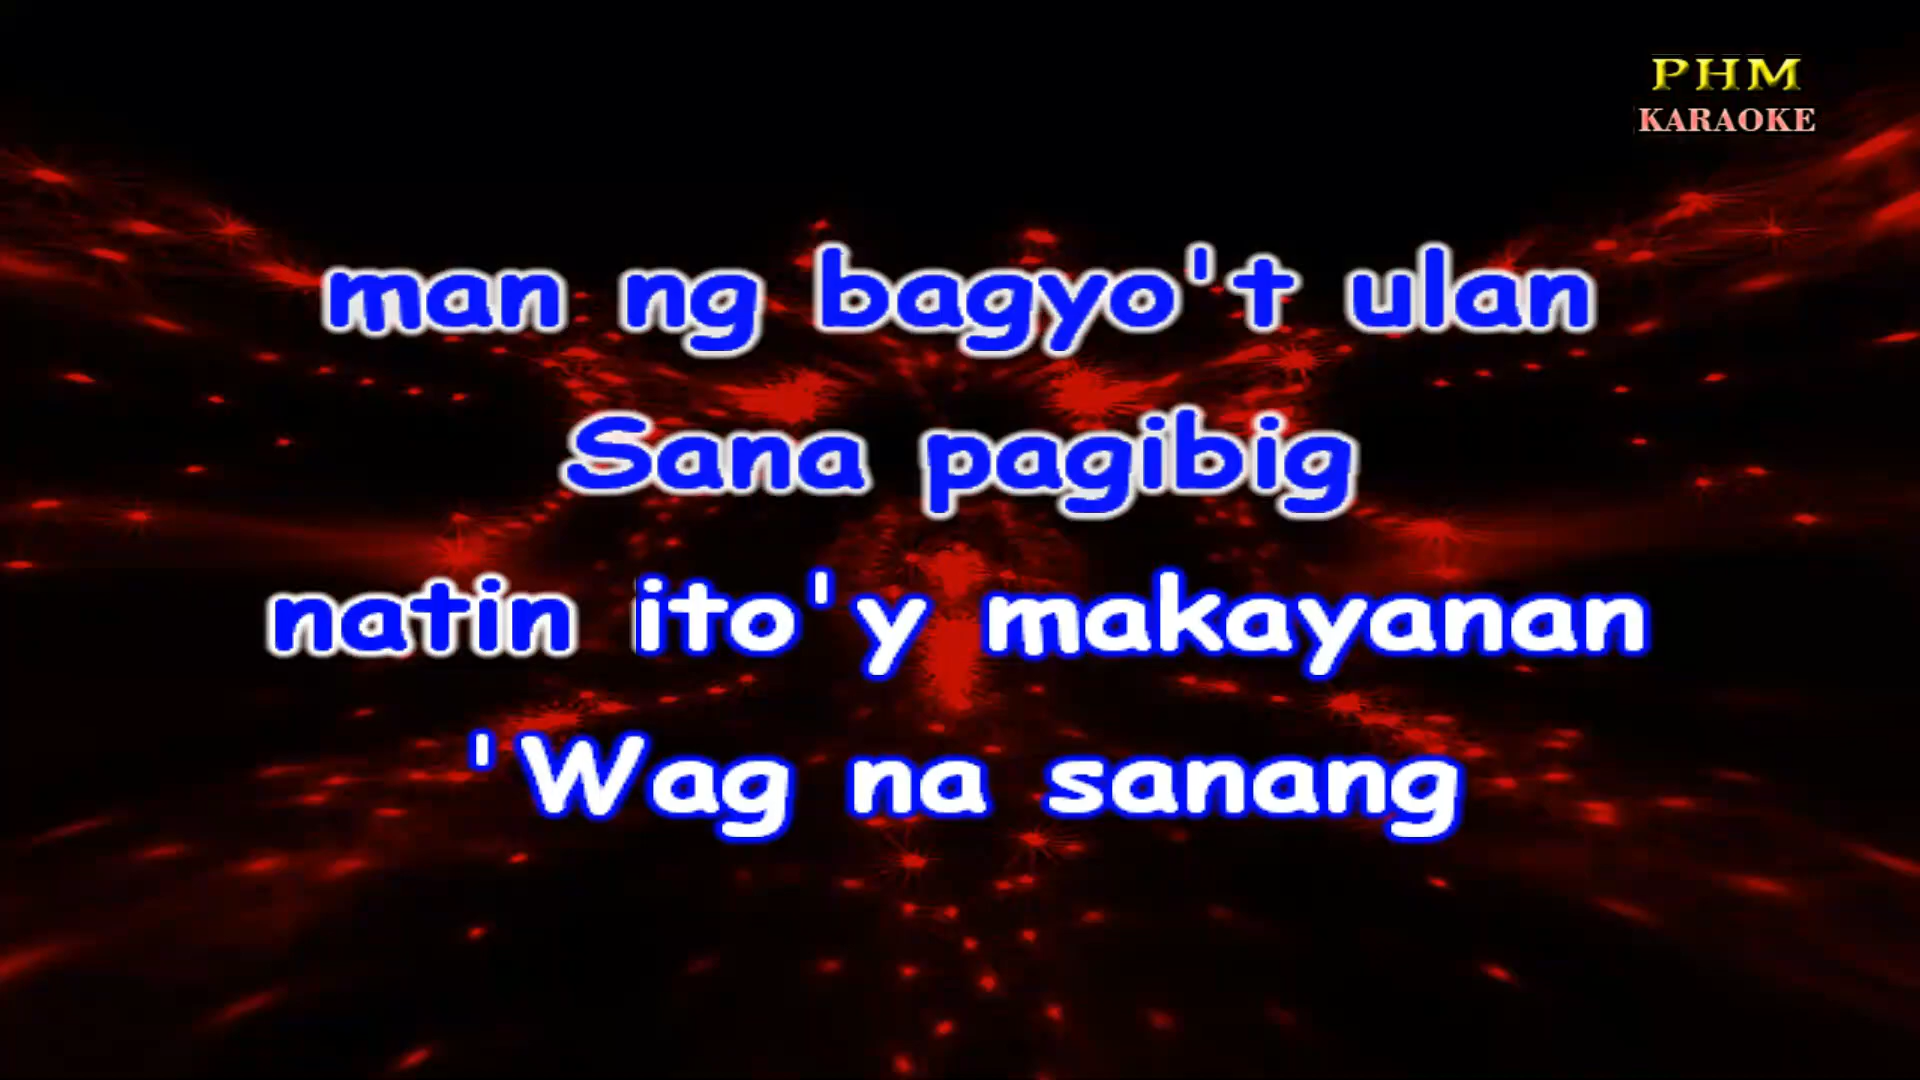 PHM
KARAOKE
man ng bagyo't ulan
Sana pagibig
natin ito'y makayanan
'Wag na sanang